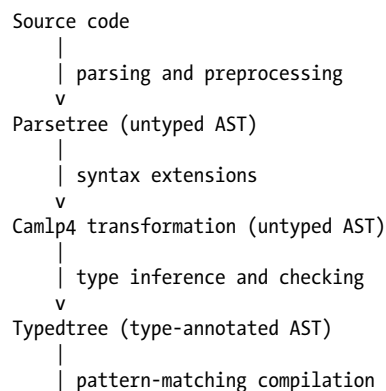 Source code
|
| parsing and preprocessing
v
Parsetree (untyped AST)
|
| syntax extensions
v
Camlp4 transformation (untyped AST)
|
| type inference and checking
v
Typedtree (type-annotated AST)
|
| pattern-matching compilation